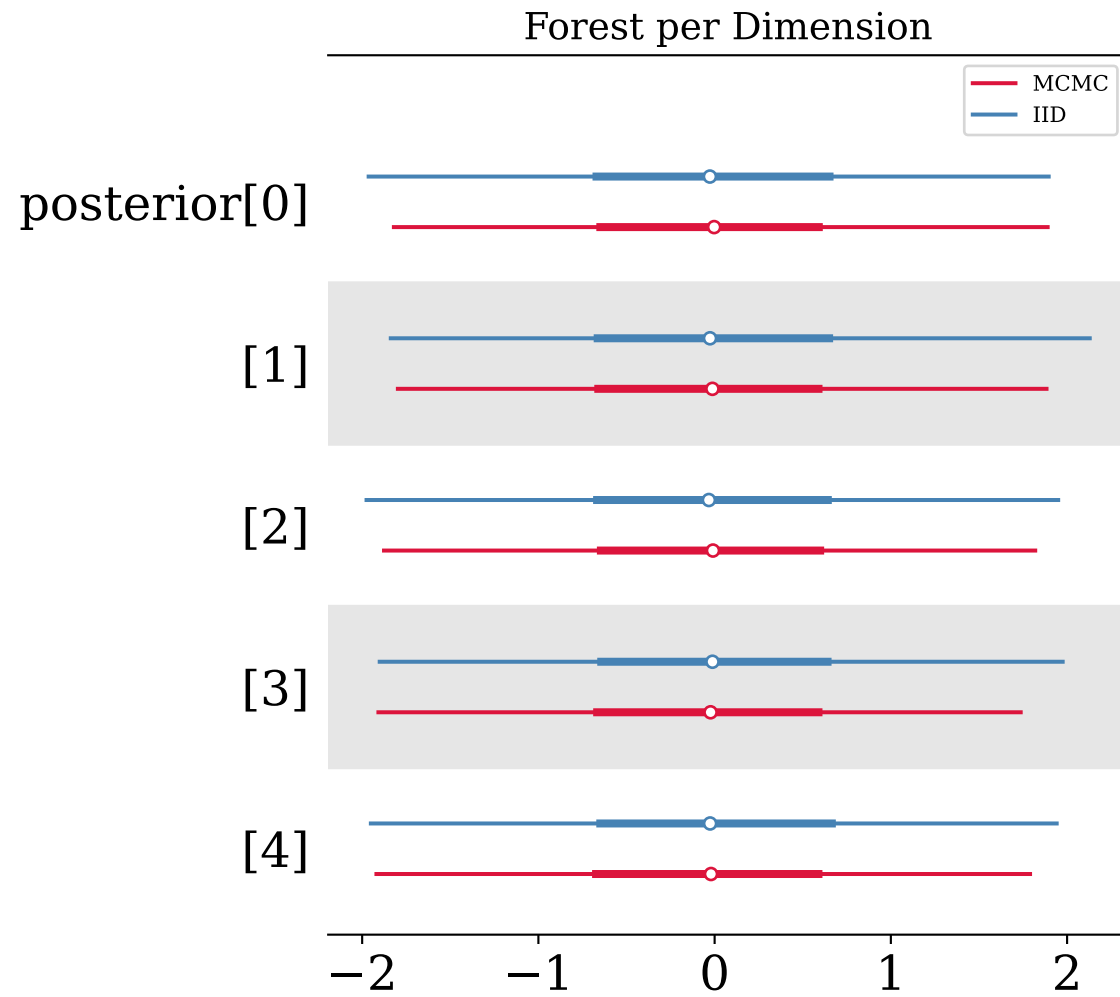 Forest per Dimension
MCMC
IID
posterior[0]
[1]
[2]
[3]
[4]
−2 −1 0 1 2